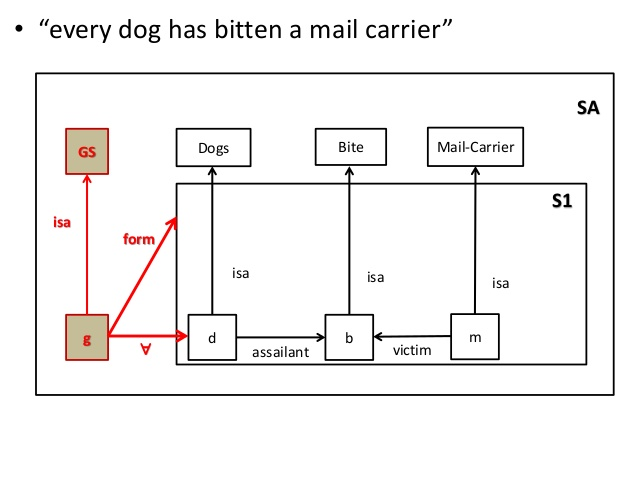 • “every dog has bitten a mail carrier”
SA
GS
Dogs
Bite
Mail-Carrier
S1
isa
form
isa
isa
isa
g
∀
d
assailant
b
victim
m